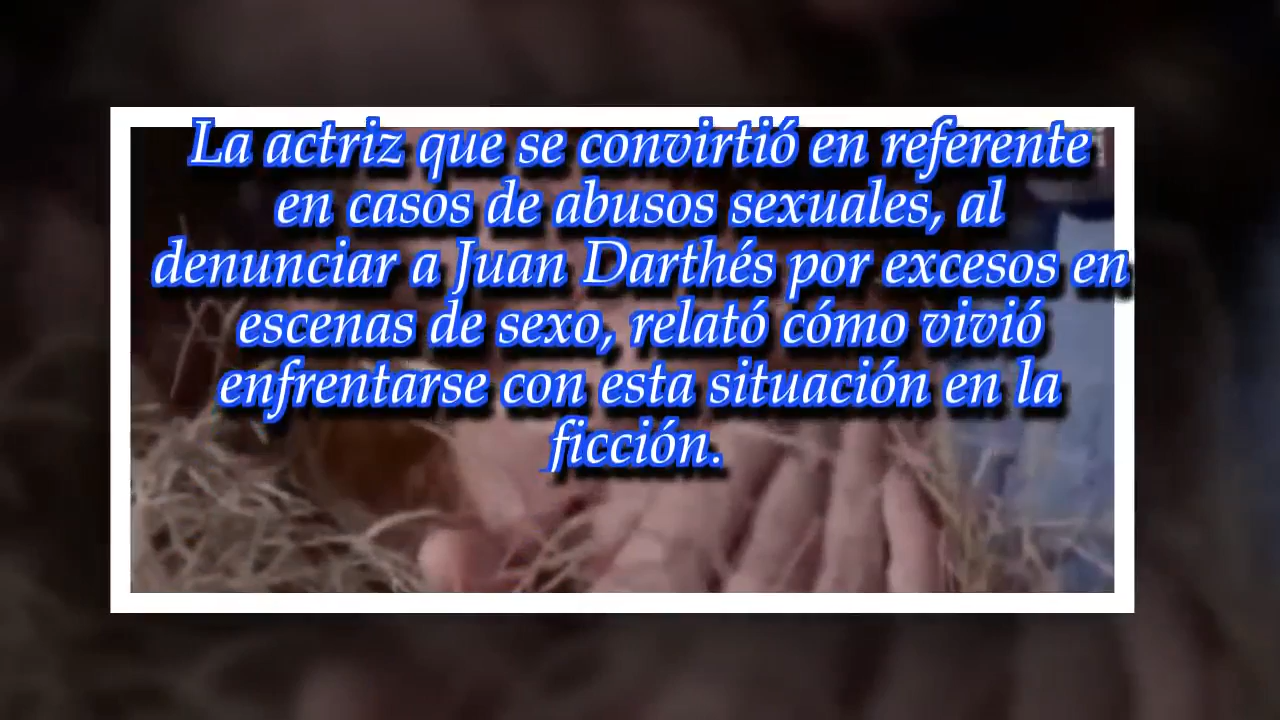 La actriz que se convirtió en referente
en casos de abusos sexuales, al
denunciar a Juan Darthés por excesos en
escenas de sexo, relató cómo vivió
enfrentarse con esta situación en la
ficción.